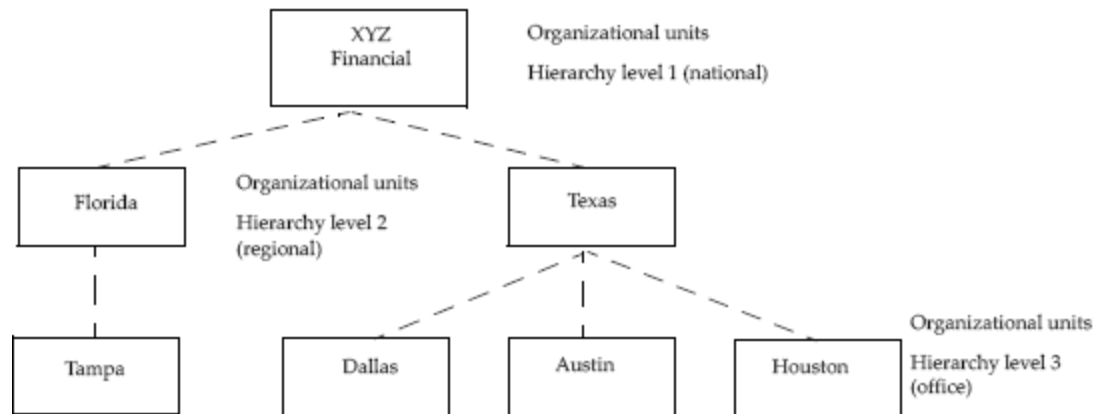 XYZ
Financial
Organizational units
Hierarchy level 1 (national)
Florida
Organizational units
Hierarchy level 2
(regional)
Texas
Tampa
Dallas
Austin
Houston
Organizational units
Hierarchy level 3
(office)